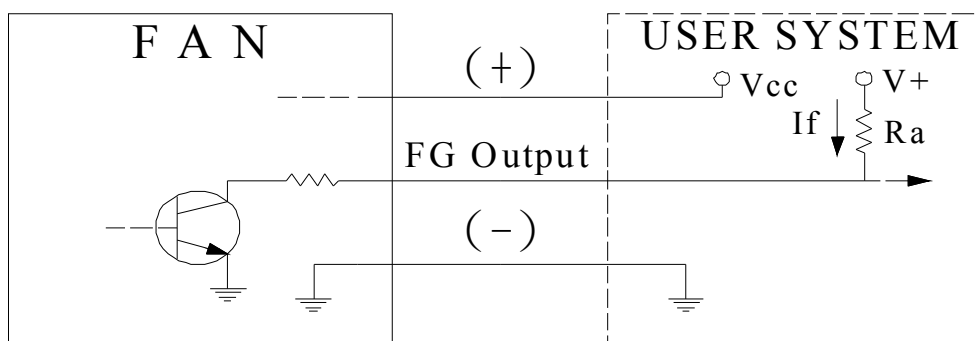 F A N
USER SYSTEM
(+)
Vcc
V+
If
Ra
FG Output
(-)